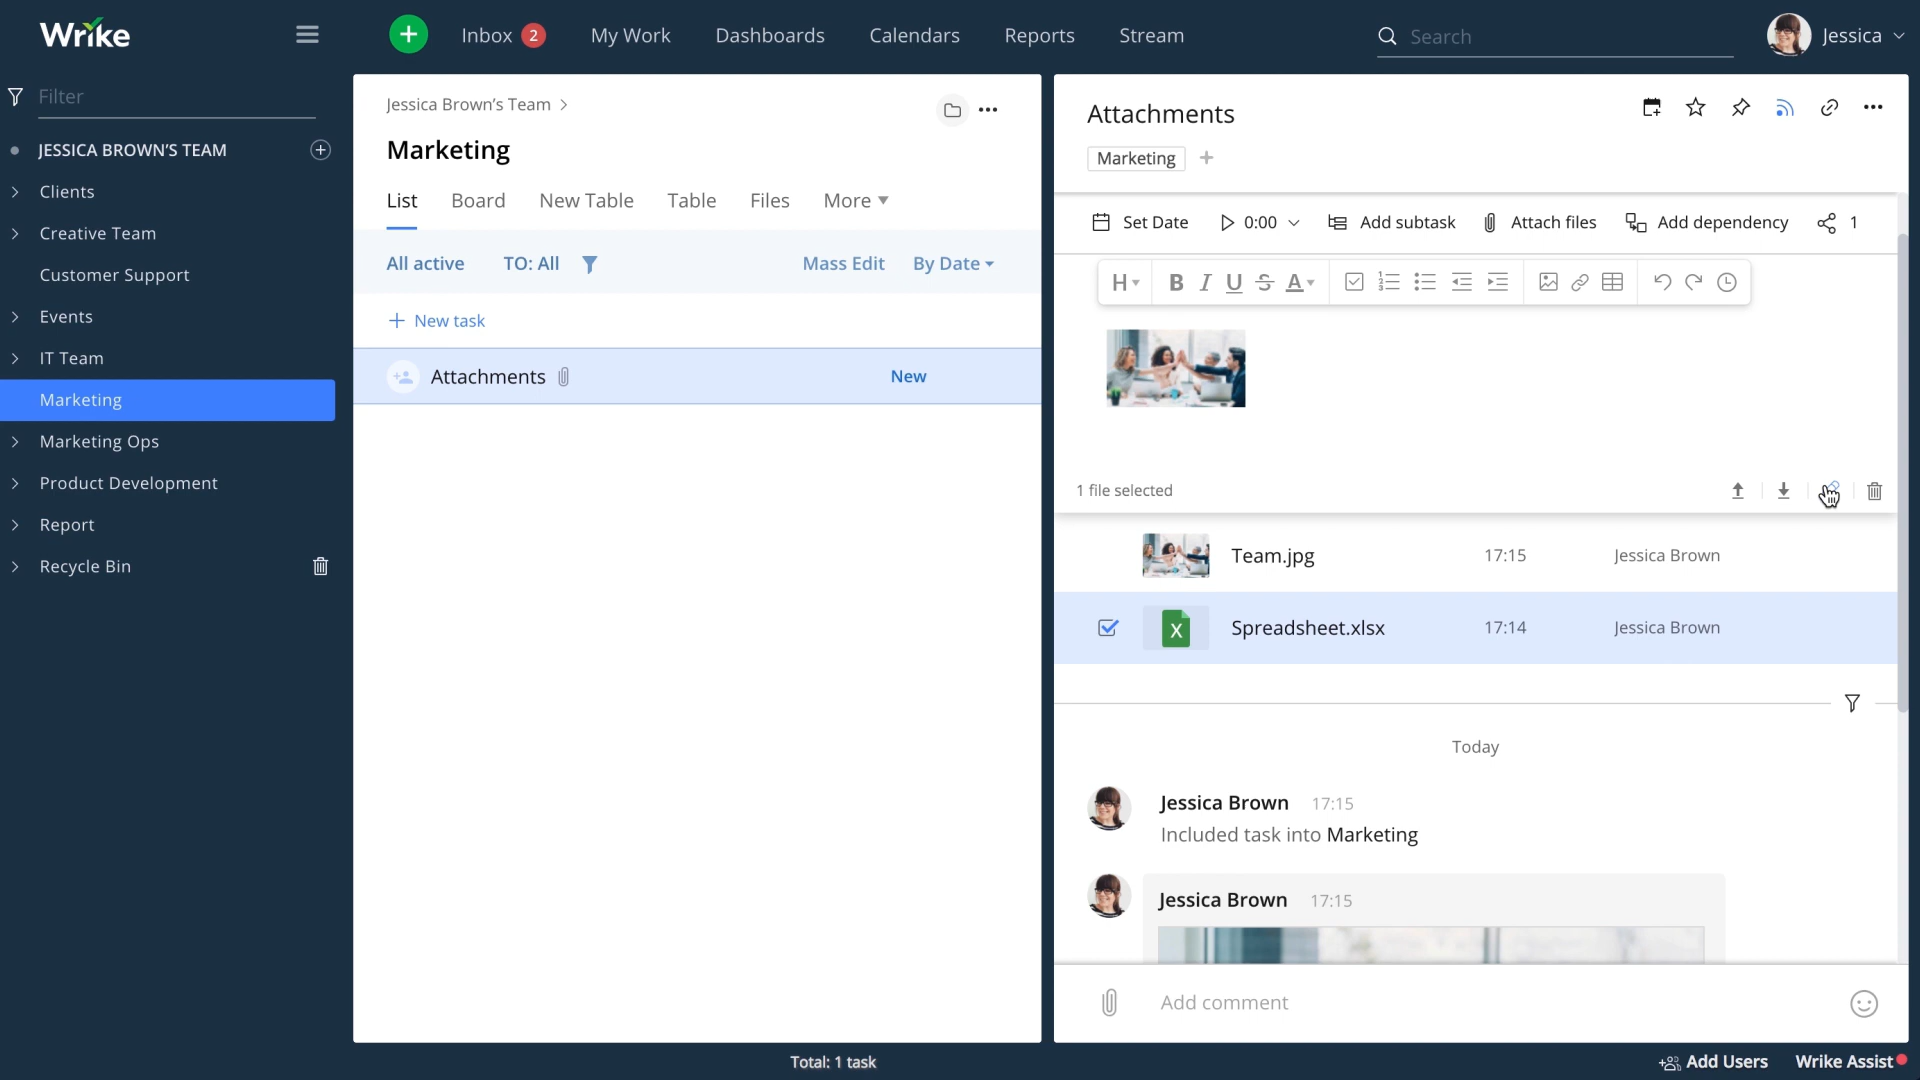 Wrike
Inbox 2
My Work
Dashboards
Calendars
Reports
Stream
Search
Jessica
Filter
JESSICA BROWN'S TEAM
Clients
Creative Team
Customer Support
Events
IT Team
Marketing
Marketing Ops
Product Development
Report
Recycle Bin
Jessica Brown's Team
Marketing
List Board New Table Table Files More
All active TO: All Mass Edit By Date
New task
Attachments New
Total: 1 task
Attachments
Marketing
Set Date 0:00 Add subtask Attach files Add dependency 1
H B I U S A
1 file selected
Team.jpg 17:15 Jessica Brown
X Spreadsheet.xlsx 17:14 Jessica Brown
Today
Jessica Brown 17:15
Included task into Marketing
Jessica Brown 17:15
Add comment
Add Users Wrike Assist